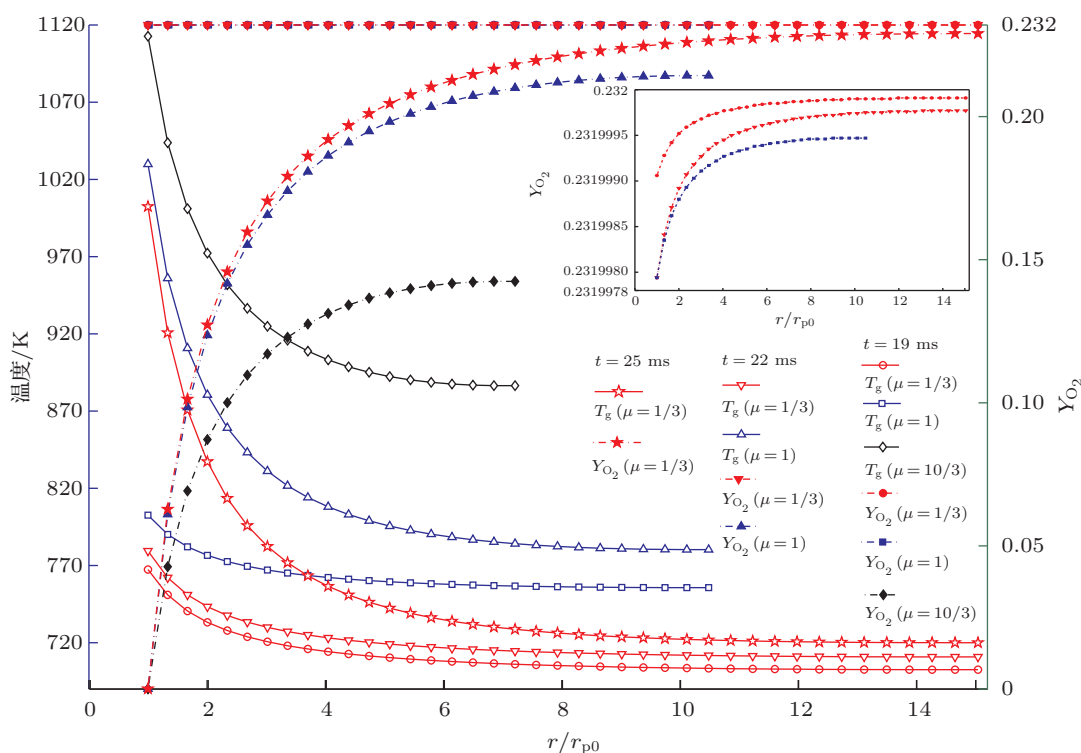 1120
1070
1120
970
920
870
820
770
720
温度/K
0.232
0.20
0.15
0.10
0.05
0
Y_{O_2}
0
2
4
6
8
10
12
14
r/r_{p0}
0.232
0.2319995
0.2319990
0.2319985
0.2319980
0.2319978
Y_{O_2}
0
2
4
6
8
10
12
14
15
r/r_{p0}
t = 25 ms
T_g (μ = 1/3)
Y_{O_2} (μ = 1/3)
t = 22 ms
T_g (μ = 1/3)
T_g (μ = 1)
Y_{O_2} (μ = 1/3)
Y_{O_2} (μ = 1)
t = 19 ms
T_g (μ = 1/3)
T_g (μ = 1)
T_g (μ = 10/3)
Y_{O_2} (μ = 1/3)
Y_{O_2} (μ = 1)
Y_{O_2} (μ = 10/3)